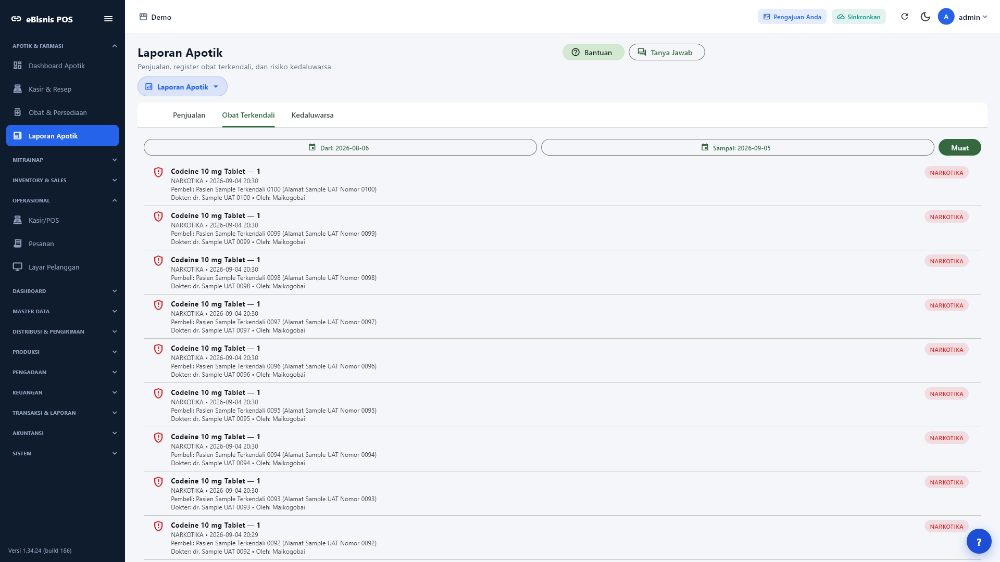 eBisnis POS
APOTIK & FARMASI
Dashboard Apotik
Kasir & Resep
Obat & Persediaan
Laporan Apotik
MITRAINAP
INVENTORY & SALES
OPERASIONAL
Kasir/POS
Pesanan
Layar Pelanggan
DASHBOARD
MASTER DATA
DISTRIBUSI & PENGIRIMAN
PRODUKSI
PENGADAAN
KEUANGAN
TRANSAKSI & LAPORAN
AKUNTANSI
SISTEM
Versi 1.34.24 (build 186)
Demo
Pengajuan Anda
Sinkronkan
A
admin
Laporan Apotik
Penjualan, register obat terkendali, dan risiko kedaluwarsa
Bantuan
Tanya Jawab
Laporan Apotik
Penjualan
Obat Terkendali
Kedaluwarsa
Dari: 2026-08-06
Sampai: 2026-09-05
Muat
Codeine 10 mg Tablet — 1
NARKOTIKA
NARKOTIKA • 2026-09-04 20:30
Pembeli: Pasien Sample Terkendali 0100 (Alamat Sample UAT Nomor 0100)
Dokter: dr. Sample UAT 0100 • Oleh: Maikogobai
Codeine 10 mg Tablet — 1
NARKOTIKA
NARKOTIKA • 2026-09-04 20:30
Pembeli: Pasien Sample Terkendali 0099 (Alamat Sample UAT Nomor 0099)
Dokter: dr. Sample UAT 0099 • Oleh: Maikogobai
Codeine 10 mg Tablet — 1
NARKOTIKA
NARKOTIKA • 2026-09-04 20:30
Pembeli: Pasien Sample Terkendali 0098 (Alamat Sample UAT Nomor 0098)
Dokter: dr. Sample UAT 0098 • Oleh: Maikogobai
Codeine 10 mg Tablet — 1
NARKOTIKA
NARKOTIKA • 2026-09-04 20:30
Pembeli: Pasien Sample Terkendali 0097 (Alamat Sample UAT Nomor 0097)
Dokter: dr. Sample UAT 0097 • Oleh: Maikogobai
Codeine 10 mg Tablet — 1
NARKOTIKA
NARKOTIKA • 2026-09-04 20:30
Pembeli: Pasien Sample Terkendali 0096 (Alamat Sample UAT Nomor 0096)
Dokter: dr. Sample UAT 0096 • Oleh: Maikogobai
Codeine 10 mg Tablet — 1
NARKOTIKA
NARKOTIKA • 2026-09-04 20:30
Pembeli: Pasien Sample Terkendali 0095 (Alamat Sample UAT Nomor 0095)
Dokter: dr. Sample UAT 0095 • Oleh: Maikogobai
Codeine 10 mg Tablet — 1
NARKOTIKA
NARKOTIKA • 2026-09-04 20:30
Pembeli: Pasien Sample Terkendali 0094 (Alamat Sample UAT Nomor 0094)
Dokter: dr. Sample UAT 0094 • Oleh: Maikogobai
Codeine 10 mg Tablet — 1
NARKOTIKA
NARKOTIKA • 2026-09-04 20:30
Pembeli: Pasien Sample Terkendali 0093 (Alamat Sample UAT Nomor 0093)
Dokter: dr. Sample UAT 0093 • Oleh: Maikogobai
Codeine 10 mg Tablet — 1
NARKOTIKA
NARKOTIKA • 2026-09-04 20:29
Pembeli: Pasien Sample Terkendali 0092 (Alamat Sample UAT Nomor 0092)
Dokter: dr. Sample UAT 0092 • Oleh: Maikogobai
?